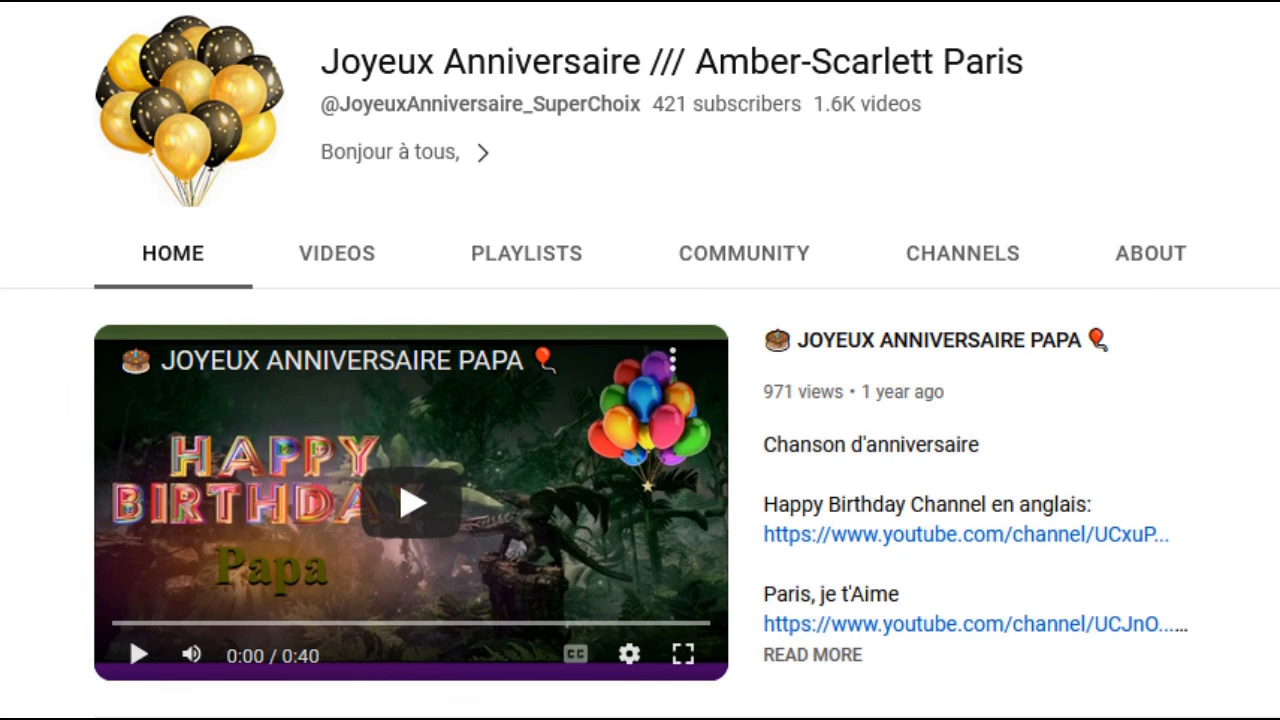 Joyeux Anniversaire /// Amber-Scarlett Paris
@JoyeuxAnniversaire_SuperChoix 421 subscribers 1.6K videos
Bonjour à tous,
HOME VIDEOS PLAYLISTS COMMUNITY CHANNELS ABOUT
JOYEUX ANNIVERSAIRE PAPA
HAPPY
BIRTHDAY
Papa
0:00 / 0:40
CC
JOYEUX ANNIVERSAIRE PAPA
971 views • 1 year ago
Chanson d'anniversaire
Happy Birthday Channel en anglais:
https://www.youtube.com/channel/UCxuP...
Paris, je t'Aime
https://www.youtube.com/channel/UCJnO......
READ MORE